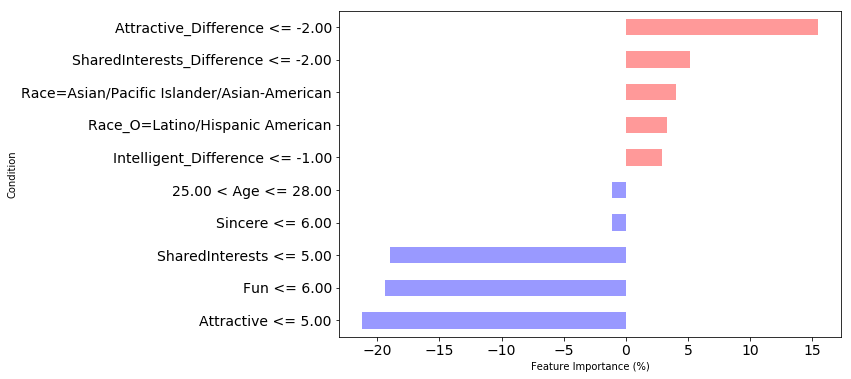 Attractive_Difference <= -2.00
SharedInterests_Difference <= -2.00
Race=Asian/Pacific Islander/Asian-American
Race_O=Latino/Hispanic American
Intelligent_Difference <= -1.00
25.00 < Age <= 28.00
Sincere <= 6.00
SharedInterests <= 5.00
Fun <= 6.00
Attractive <= 5.00
Condition
−20 −15 −10 −5 0 5 10 15
Feature Importance (%)